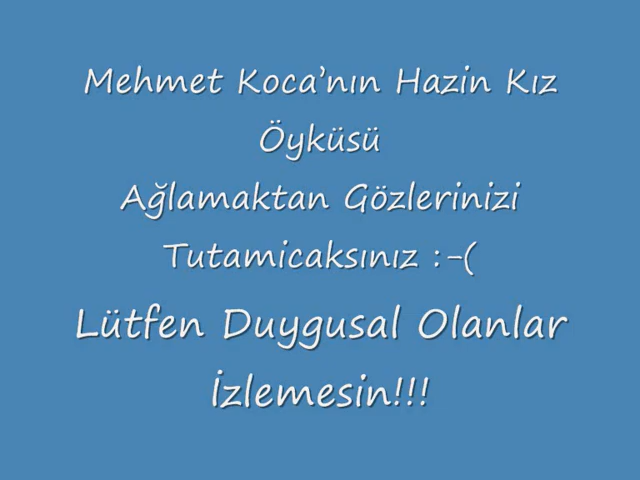 Mehmet Koca’nın Hazin Kız
Öyküsü
Ağlamaktan Gözlerinizi
Tutamicaksınız :-(
Lütfen Duygusal Olanlar
İzlemesin!!!